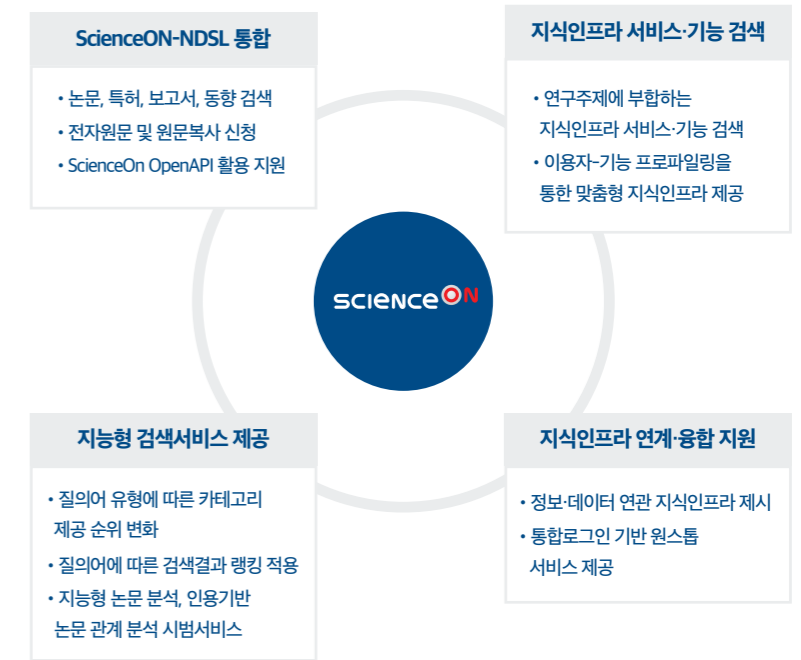 ScienceON-NDSL 통합
• 논문, 특허, 보고서, 동향 검색
• 전자원문 및 원문복사 신청
• ScienceOn OpenAPI 활용 지원
지식인프라 서비스·기능 검색
• 연구주제에 부합하는
지식인프라 서비스·기능 검색
• 이용자-기능 프로파일링을
통한 맞춤형 지식인프라 제공
SCIENCE ON
지능형 검색서비스 제공
• 질의어 유형에 따른 카테고리
제공 순위 변화
• 질의어에 따른 검색결과 랭킹 적용
• 지능형 논문 분석, 인용기반
논문 관계 분석 시범서비스
지식인프라 연계·융합 지원
• 정보·데이터 연관 지식인프라 제시
• 통합로그인 기반 원스톱
서비스 제공